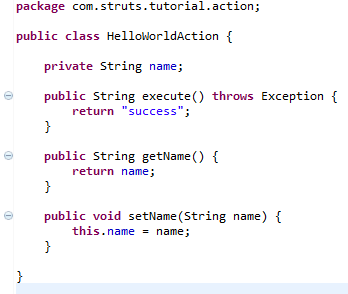 package com.struts.tutorial.action;
public class HelloWorldAction {
private String name;
public String execute() throws Exception {
return "success";
}
public String getName() {
return name;
}
public void setName(String name) {
this.name = name;
}
}